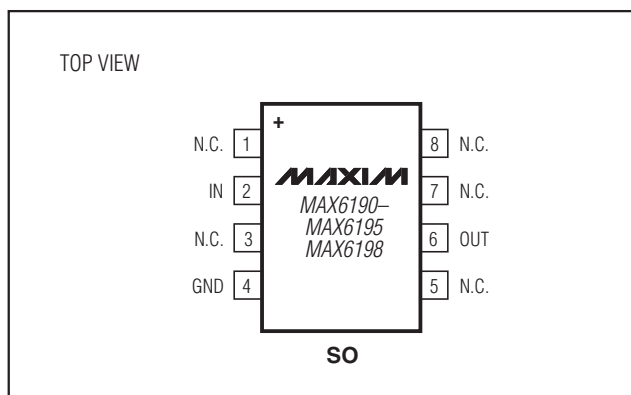 TOP VIEW
+
N.C. 1
8 N.C.
MAXIM
IN 2
7 N.C.
MAX6190–
MAX6195
N.C. 3
6 OUT
MAX6198
GND 4
5 N.C.
SO